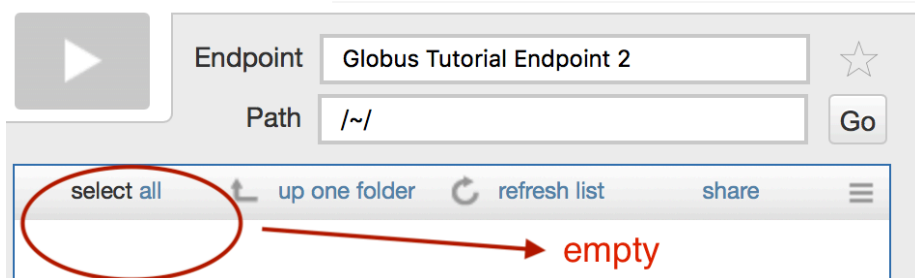 Endpoint Globus Tutorial Endpoint 2
Path /~/ Go
select all up one folder refresh list share
empty